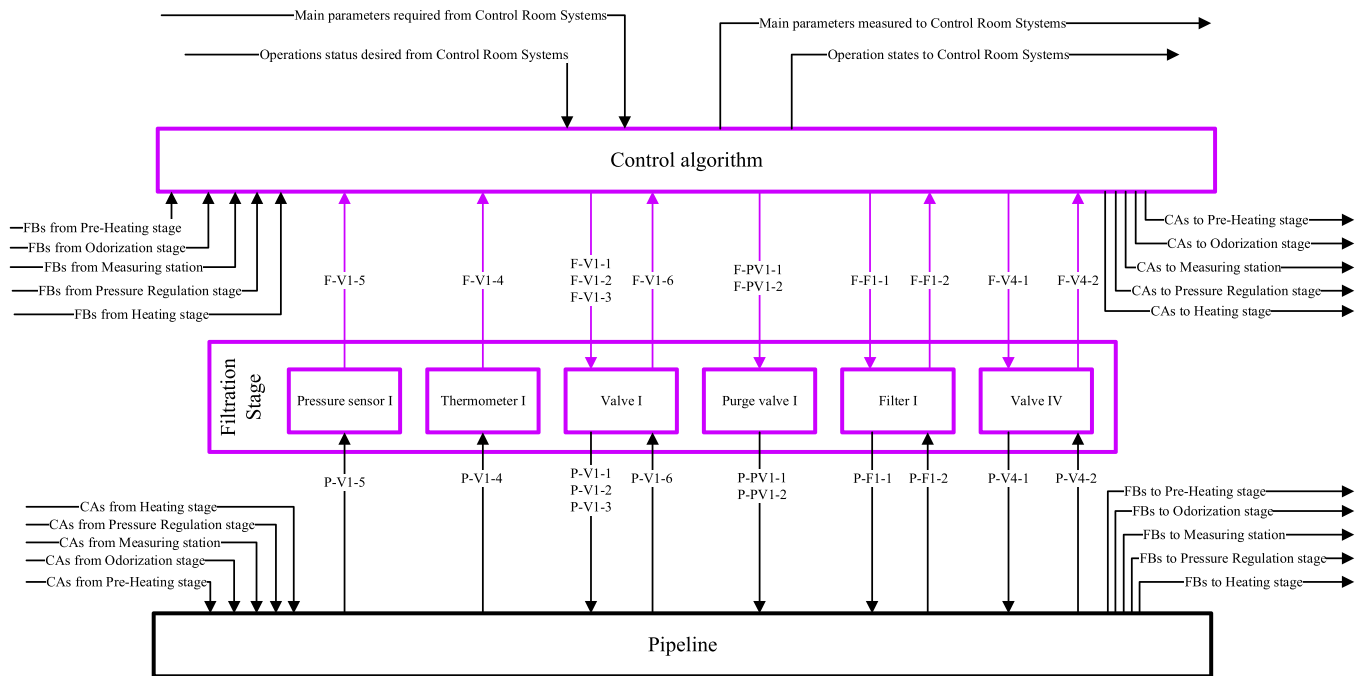 Main parameters required from Control Room Systems
Main parameters measured to Control Room Stystems
Operations status desired from Control Room Systems
Operation states to Control Room Systems
Control algorithm
FBs from Pre-Heating stage
FBs from Odorization stage
FBs from Measuring station
FBs from Pressure Regulation stage
FBs from Heating stage
F-V1-5
F-V1-4
F-V1-1
F-V1-2
F-V1-3
F-V1-6
F-PV1-1
F-PV1-2
F-F1-1
F-F1-2
F-V4-1
F-V4-2
CAs to Pre-Heating stage
CAs to Odorization stage
CAs to Measuring station
CAs to Pressure Regulation stage
CAs to Heating stage
Filtration
Stage
Pressure sensor I
Thermometer I
Valve I
Purge valve I
Filter I
Valve IV
P-V1-5
P-V1-4
P-V1-1
P-V1-2
P-V1-3
P-V1-6
P-PV1-1
P-PV1-2
P-F1-1
P-F1-2
P-V4-1
P-V4-2
CAs from Heating stage
CAs from Pressure Regulation stage
CAs from Measuring station
CAs from Odorization stage
CAs from Pre-Heating stage
FBs to Pre-Heating stage
FBs to Odorization stage
FBs to Measuring station
FBs to Pressure Regulation stage
FBs to Heating stage
Pipeline